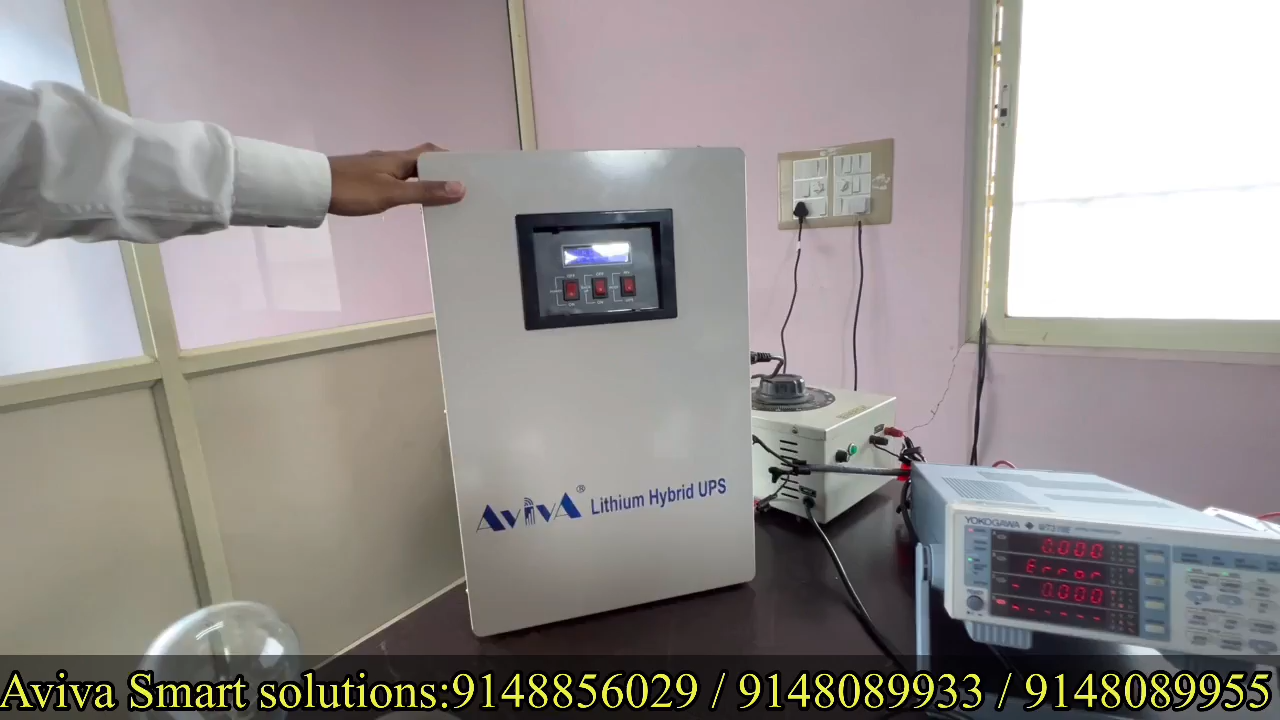 AvivA® Lithium Hybrid UPS
YOKOGAWA
0.000
Error
0.000
Aviva Smart solutions:9148856029 / 9148089933 / 9148089955